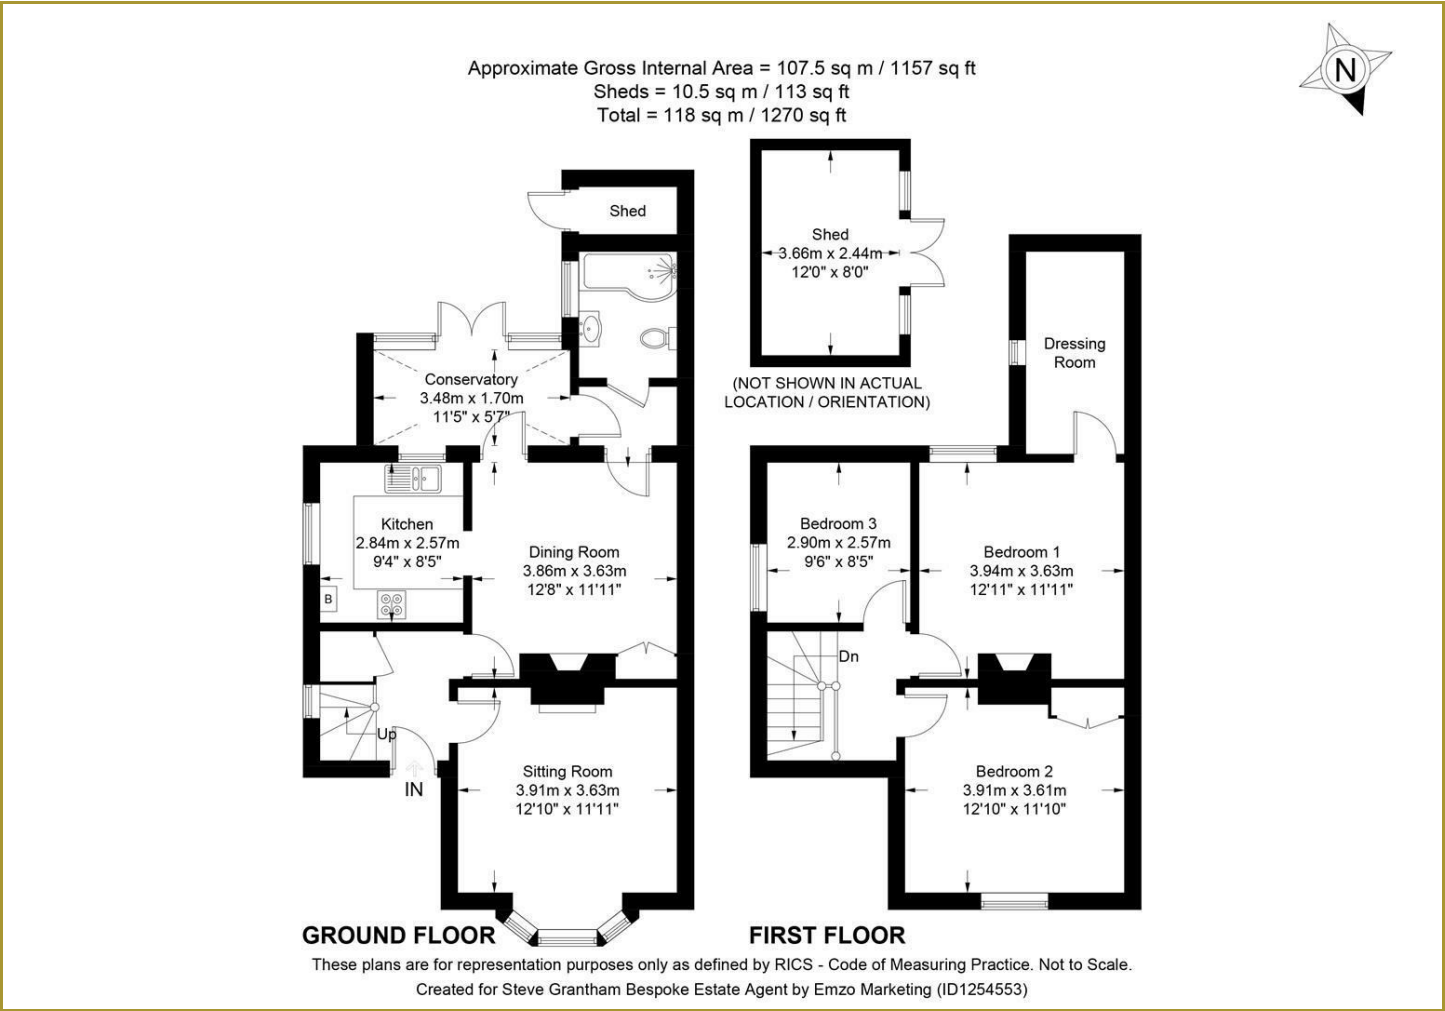 N
Approximate Gross Internal Area = 107.5 sq m / 1157 sq ft
Sheds = 10.5 sq m / 113 sq ft
Total = 118 sq m / 1270 sq ft
Shed
Shed
3.66m x 2.44m
12'0" x 8'0"
(NOT SHOWN IN ACTUAL
LOCATION / ORIENTATION)
Conservatory
3.48m x 1.70m
11'5" x 5'7"
Kitchen
2.84m x 2.57m
9'4" x 8'5"
B
Dining Room
3.86m x 3.63m
12'8" x 11'11"
Up
IN
Sitting Room
3.91m x 3.63m
12'10" x 11'11"
GROUND FLOOR
Dressing
Room
Bedroom 3
2.90m x 2.57m
9'6" x 8'5"
Bedroom 1
3.94m x 3.63m
12'11" x 11'11"
Dn
Bedroom 2
3.91m x 3.61m
12'10" x 11'10"
FIRST FLOOR
These plans are for representation purposes only as defined by RICS - Code of Measuring Practice. Not to Scale.
Created for Steve Grantham Bespoke Estate Agent by Emzo Marketing (ID1254553)